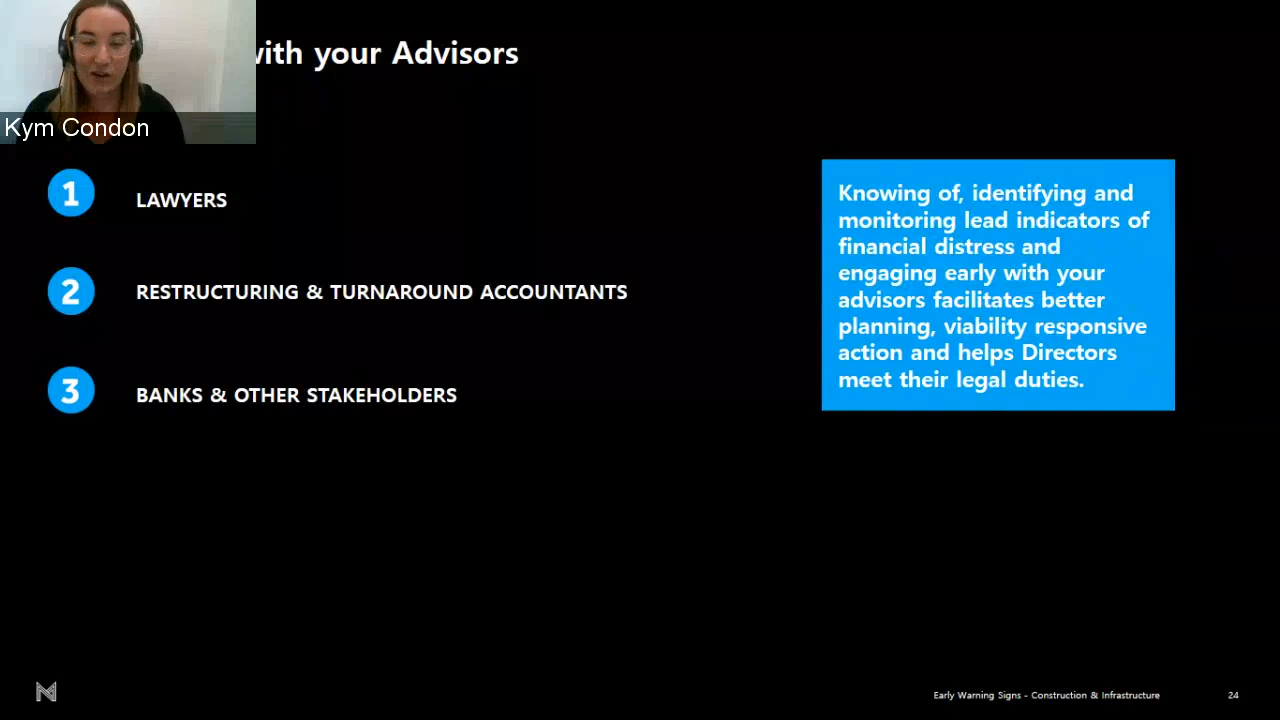 with your Advisors
Kym Condon
1
LAWYERS
2
RESTRUCTURING & TURNAROUND ACCOUNTANTS
3
BANKS & OTHER STAKEHOLDERS
Knowing of, identifying and
monitoring lead indicators of
financial distress and
engaging early with your
advisors facilitates better
planning, viability responsive
action and helps Directors
meet their legal duties.
Early Warning Signs - Construction & Infrastructure
24